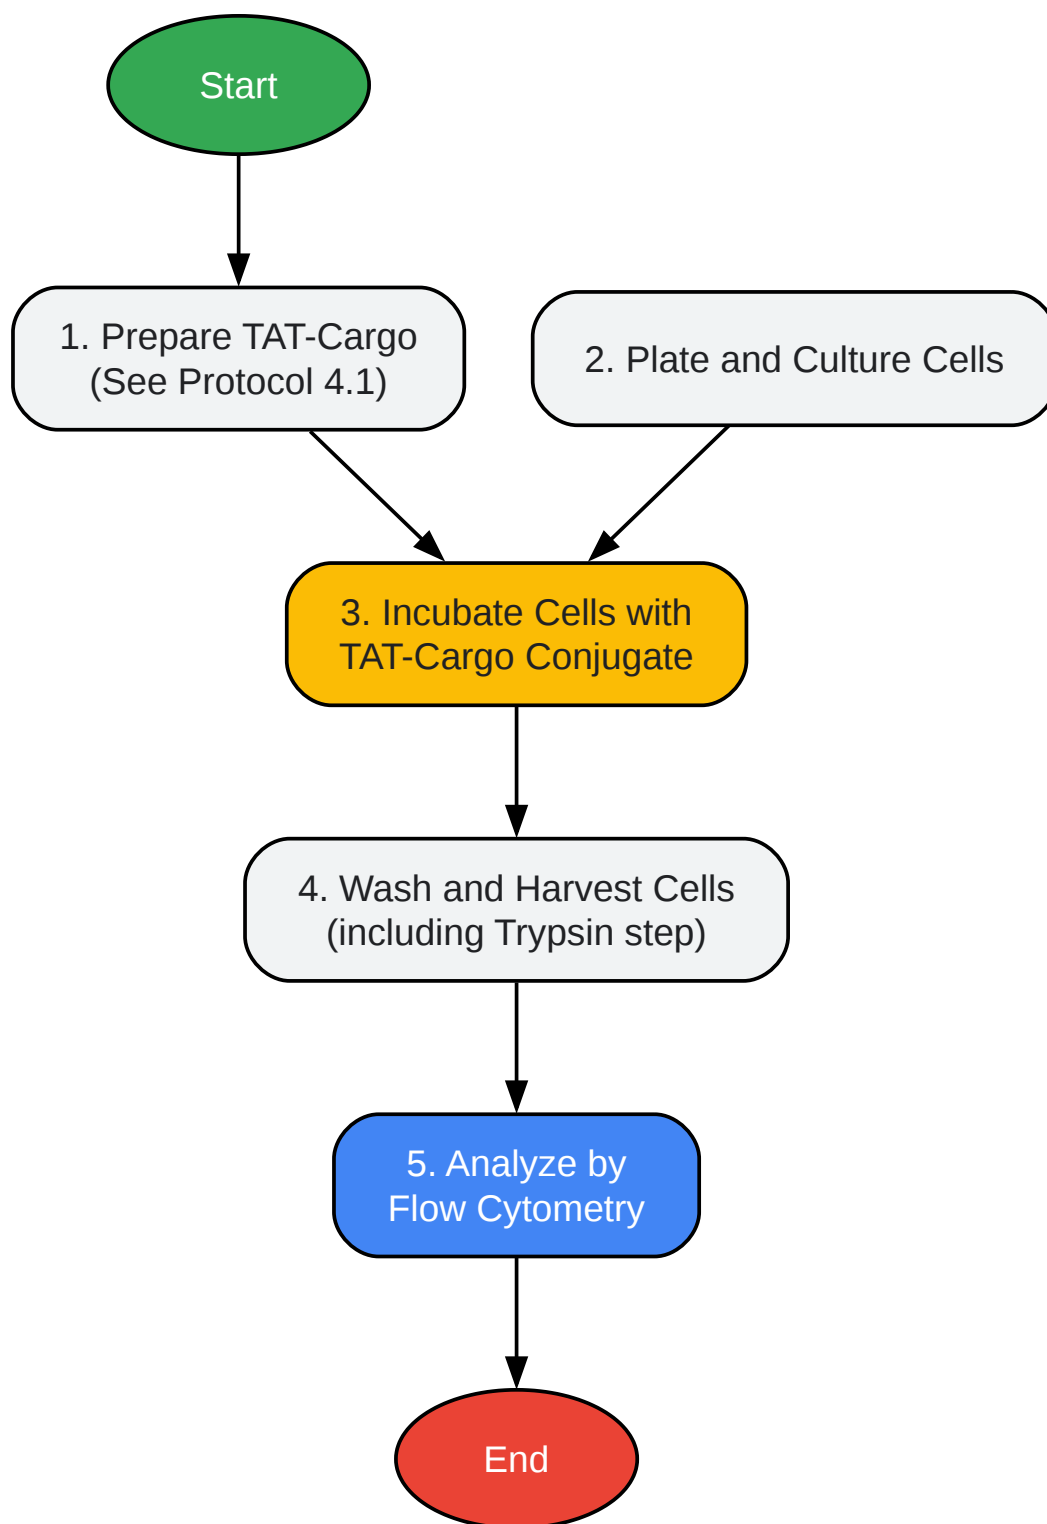 Start
1. Prepare TAT-Cargo
(See Protocol 4.1)
2. Plate and Culture Cells
3. Incubate Cells with
TAT-Cargo Conjugate
4. Wash and Harvest Cells
(including Trypsin step)
5. Analyze by
Flow Cytometry
End